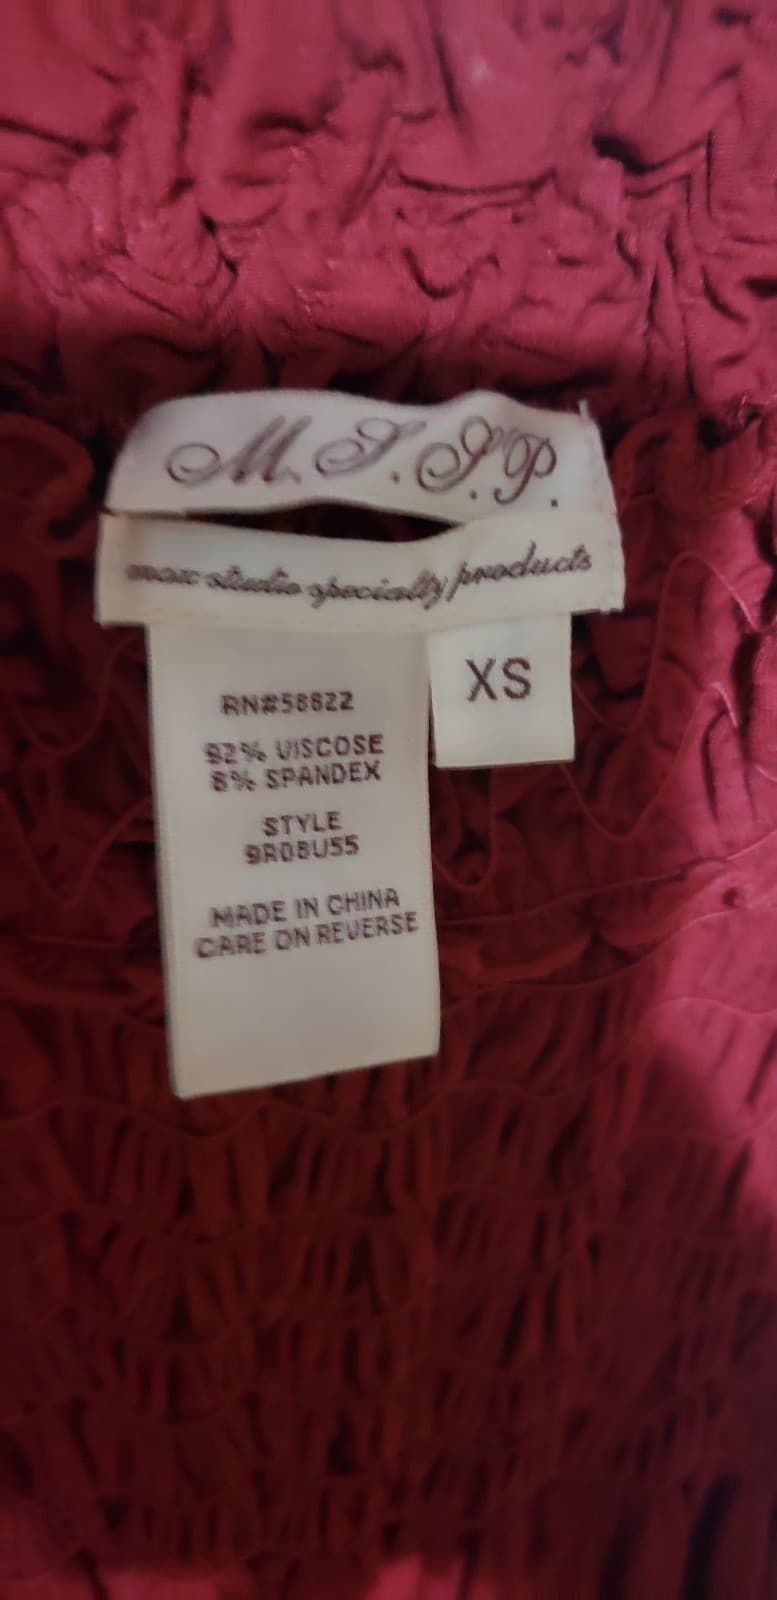 M.S.S.P.
max studio specialty products
XS
RN#58822
92% VISCOSE
8% SPANDEX
STYLE
9R08U55
MADE IN CHINA
CARE ON REVERSE